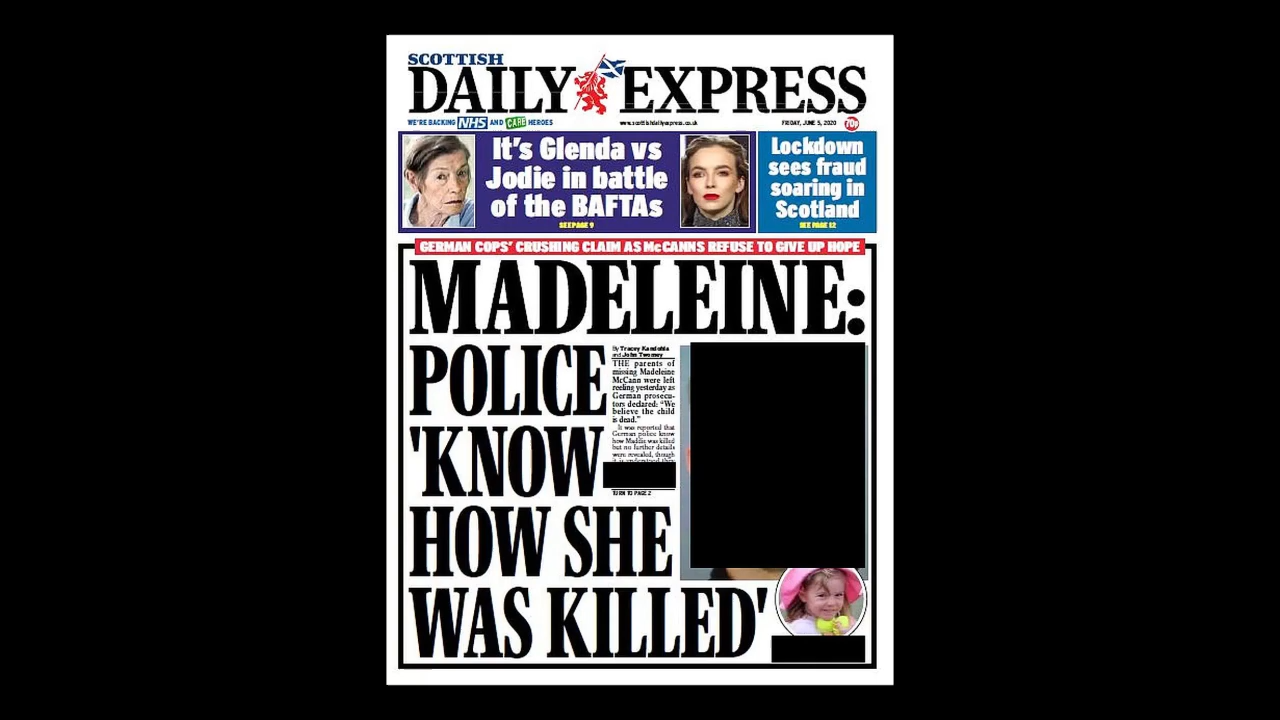 SCOTTISH
DAILY EXPRESS
WE'RE BACKING NHS AND CARE HEROES
www.scottishdailyexpress.co.uk
FRIDAY, JUNE 5, 2020
70p
It's Glenda vs
Jodie in battle
of the BAFTAs
SEE PAGE 9
Lockdown
sees fraud
soaring in
Scotland
SEE PAGE 12
GERMAN COPS' CRUSHING CLAIM AS McCANNS REFUSE TO GIVE UP HOPE
MADELEINE:
POLICE
'KNOW
HOW SHE
WAS KILLED'
By Tracey Kandohla
and John Twomey
THE parents of
missing Madeleine
McCann were left
reeling yesterday as
German prosecu-
tors declared: "We
believe the child
is dead."
It was reported that
German police know
how Maddie was killed
but no further details
were revealed, though
TURN TO PAGE 2